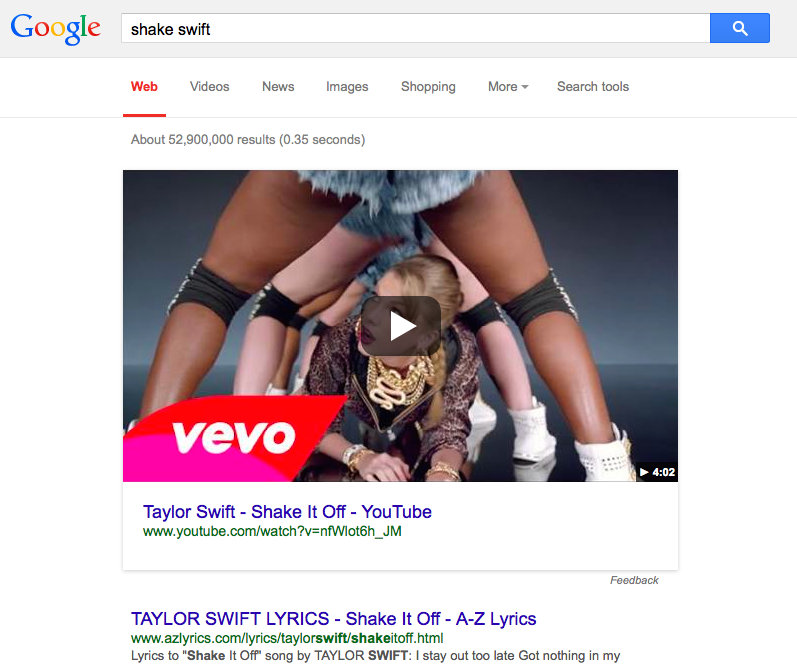 Google shake swift
Web Videos News Images Shopping More Search tools
About 52,900,000 results (0.35 seconds)
vevo
4:02
Taylor Swift - Shake It Off - YouTube
www.youtube.com/watch?v=nfWlot6h_JM
Feedback
TAYLOR SWIFT LYRICS - Shake It Off - A-Z Lyrics
www.azlyrics.com/lyrics/taylorswift/shakeitoff.html
Lyrics to "Shake It Off" song by TAYLOR SWIFT: I stay out too late Got nothing in my